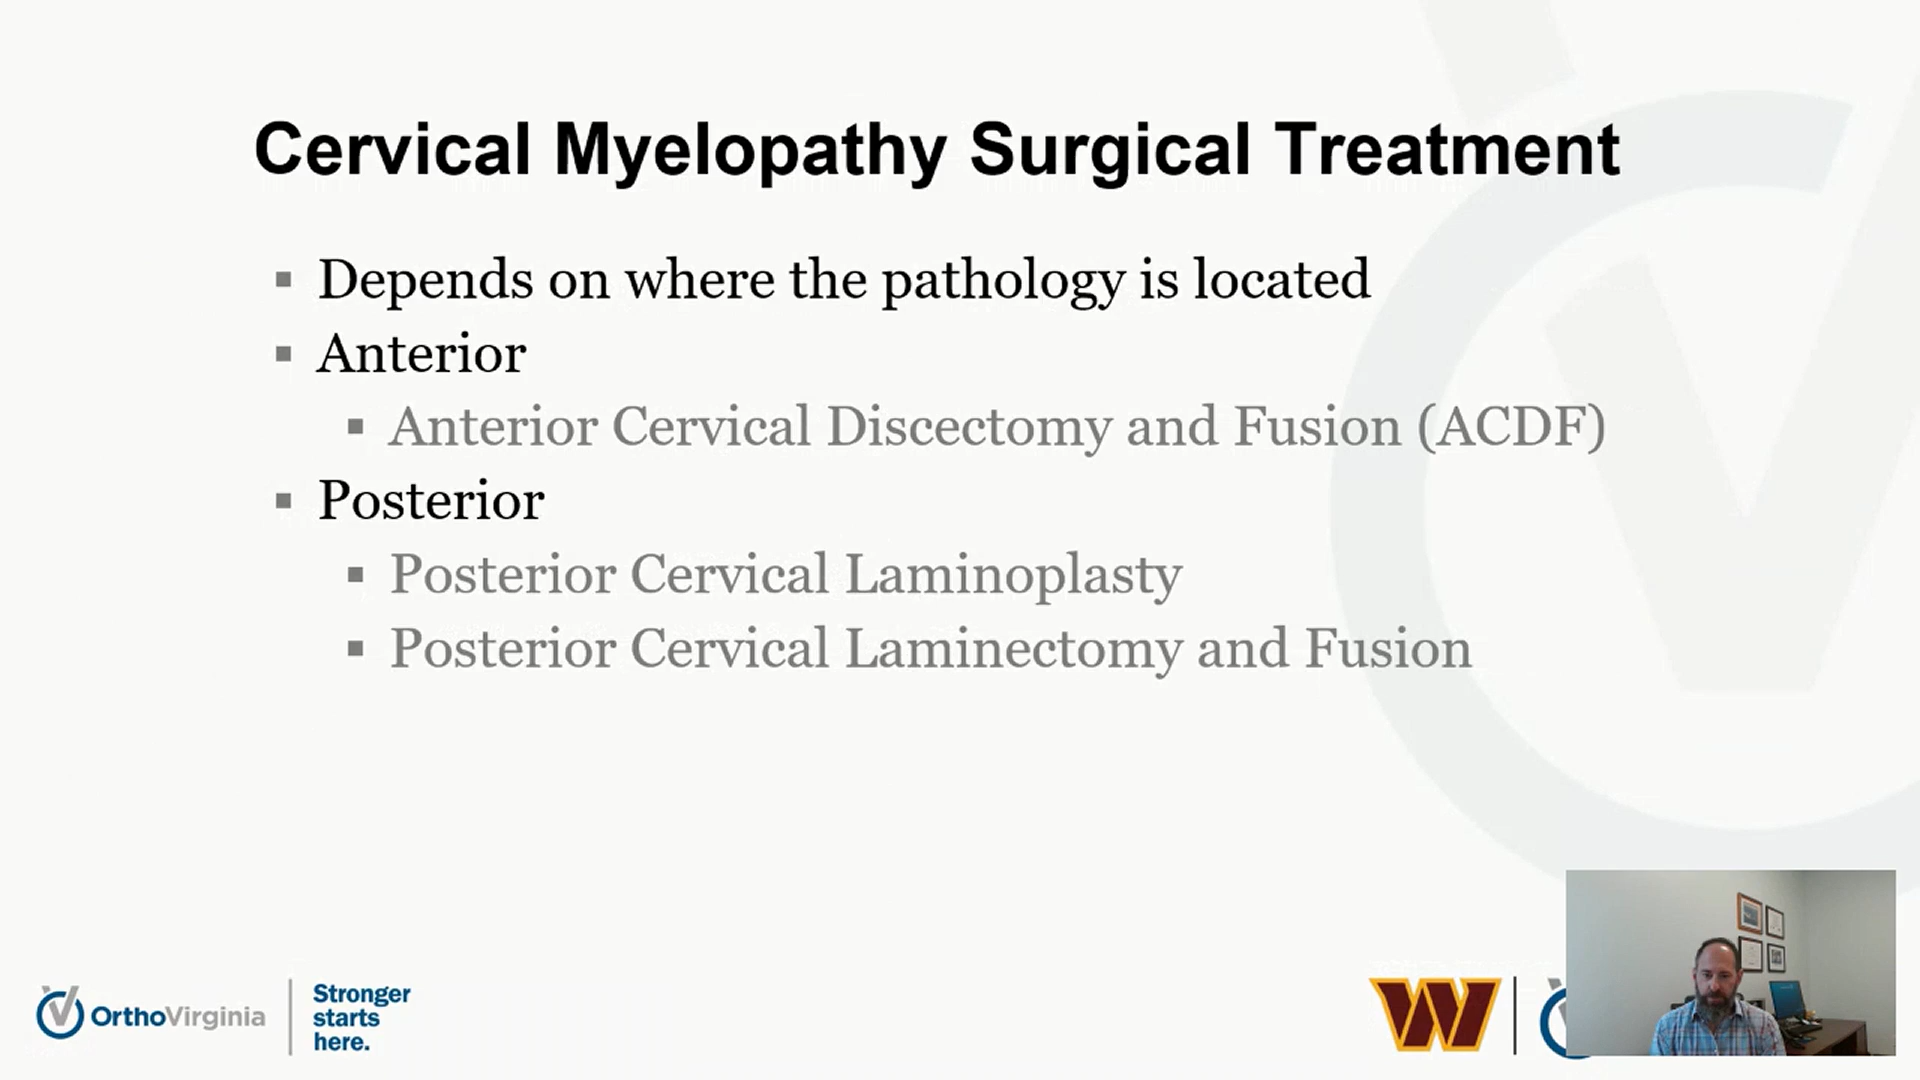 Cervical Myelopathy Surgical Treatment
Depends on where the pathology is located
Anterior
Anterior Cervical Discectomy and Fusion (ACDF)
Posterior
Posterior Cervical Laminoplasty
Posterior Cervical Laminectomy and Fusion
OrthoVirginia
Stronger
starts
here.
W